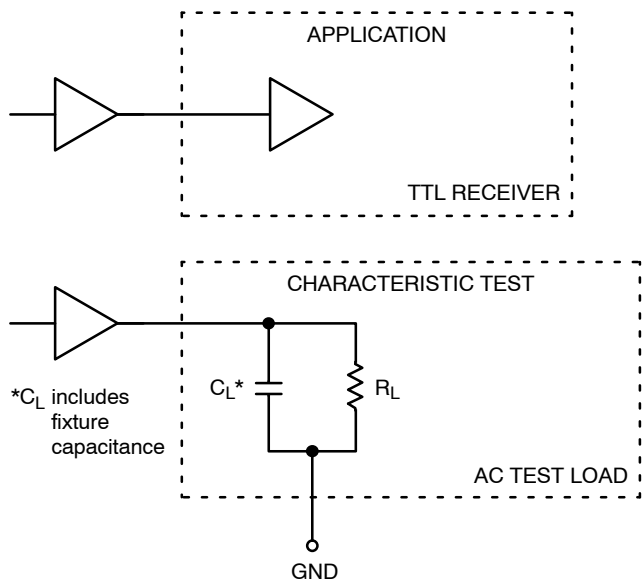 APPLICATION
TTL RECEIVER
CHARACTERISTIC TEST
*CL includes
fixture
capacitance
CL*
RL
AC TEST LOAD
GND